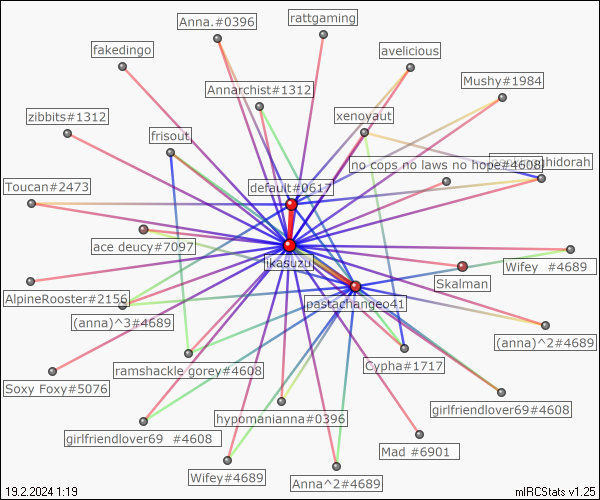 Anna.#0396
rattgaming
fakedingo
avelicious
Mushy#1984
Annarchist#1312
zibbits#1312
xenoyaut
frisout
no cops no laws no hope#4608
hidorah
Toucan#2473
default#0617
ace deucy#7097
ikasuzu
Wifey #4689
Skalman
AlpineRooster#2156
pastachangeo41
(anna)^3#4689
(anna)^2#4689
Cypha#1717
ramshackle gorey#4608
Soxy Foxy#5076
girlfriendlover69#4608
hypomanianna#0396
girlfriendlover69 #4608
Mad #6901
Wifey#4689
Anna^2#4689
19.2.2024 1:19
mIRCStats v1.25